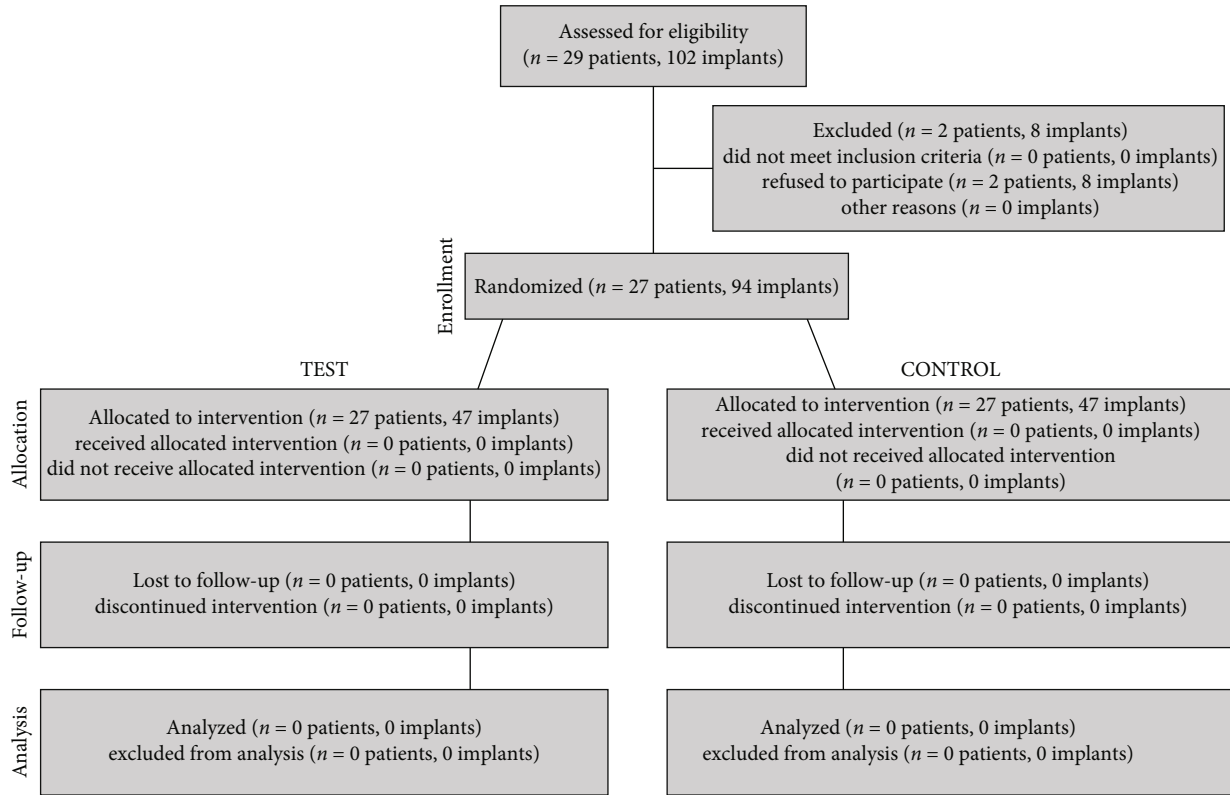 Assessed for eligibility
(n = 29 patients, 102 implants)
Excluded (n = 2 patients, 8 implants)
did not meet inclusion criteria (n = 0 patients, 0 implants)
refused to participate (n = 2 patients, 8 implants)
other reasons (n = 0 implants)
Enrollment
Randomized (n = 27 patients, 94 implants)
TEST
CONTROL
Allocation
Allocated to intervention (n = 27 patients, 47 implants)
received allocated intervention (n = 0 patients, 0 implants)
did not receive allocated intervention (n = 0 patients, 0 implants)
Allocated to intervention (n = 27 patients, 47 implants)
received allocated intervention (n = 0 patients, 0 implants)
did not received allocated intervention
(n = 0 patients, 0 implants)
Follow-up
Lost to follow-up (n = 0 patients, 0 implants)
discontinued intervention (n = 0 patients, 0 implants)
Lost to follow-up (n = 0 patients, 0 implants)
discontinued intervention (n = 0 patients, 0 implants)
Analysis
Analyzed (n = 0 patients, 0 implants)
excluded from analysis (n = 0 patients, 0 implants)
Analyzed (n = 0 patients, 0 implants)
excluded from analysis (n = 0 patients, 0 implants)